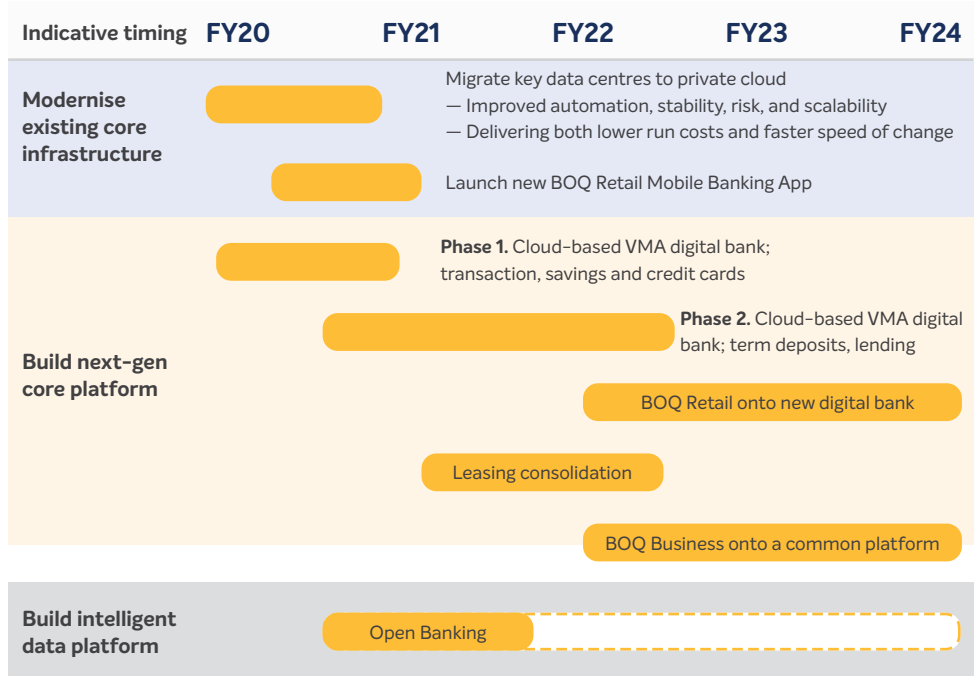 Indicative timing FY20 FY21 FY22 FY23 FY24
Modernise
existing core
infrastructure
Migrate key data centres to private cloud
— Improved automation, stability, risk, and scalability
— Delivering both lower run costs and faster speed of change
Launch new BOQ Retail Mobile Banking App
Build next-gen
core platform
Phase 1. Cloud-based VMA digital bank;
transaction, savings and credit cards
Phase 2. Cloud-based VMA digital
bank; term deposits, lending
BOQ Retail onto new digital bank
Leasing consolidation
BOQ Business onto a common platform
Build intelligent
data platform
Open Banking